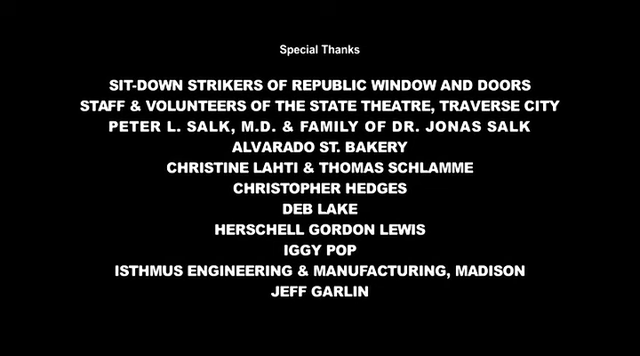 Special Thanks
SIT-DOWN STRIKERS OF REPUBLIC WINDOW AND DOORS
STAFF & VOLUNTEERS OF THE STATE THEATRE, TRAVERSE CITY
PETER L. SALK, M.D. & FAMILY OF DR. JONAS SALK
ALVARADO ST. BAKERY
CHRISTINE LAHTI & THOMAS SCHLAMME
CHRISTOPHER HEDGES
DEB LAKE
HERSCHELL GORDON LEWIS
IGGY POP
ISTHMUS ENGINEERING & MANUFACTURING, MADISON
JEFF GARLIN